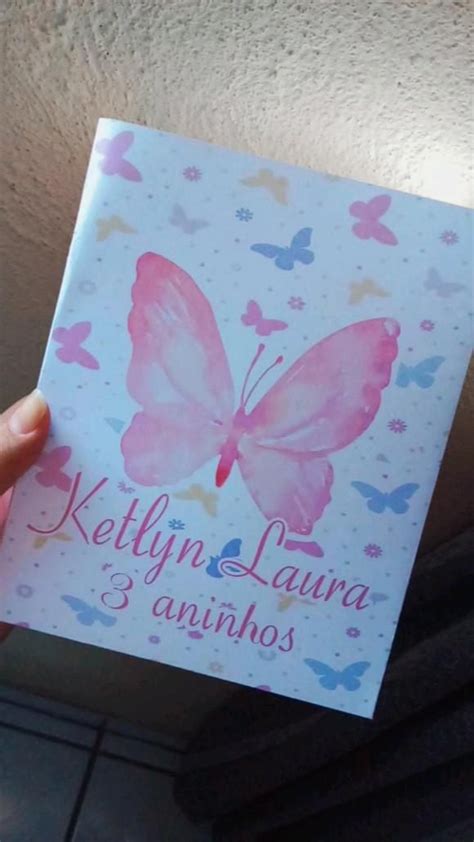 Ketlyn Laura
3 aninhos